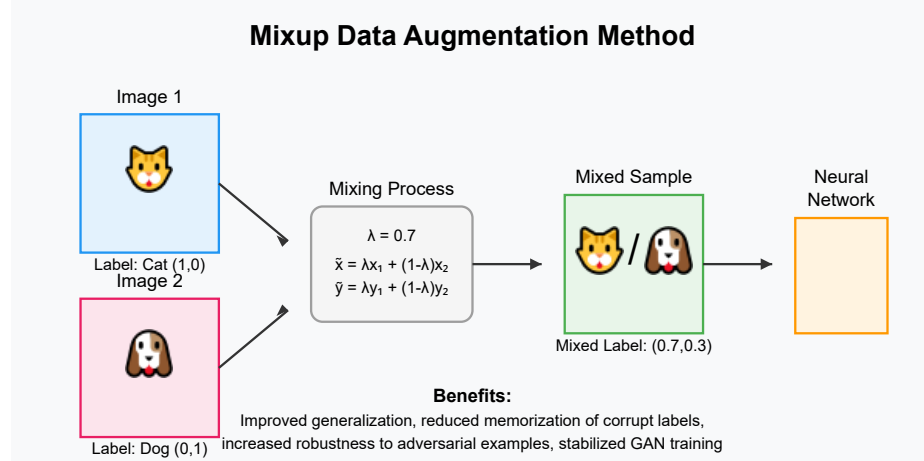 Mixup Data Augmentation Method
Image 1
Label: Cat (1,0)
Image 2
Label: Dog (0,1)
Mixing Process
λ = 0.7
x̃ = λx₁ + (1-λ)x₂
ỹ = λy₁ + (1-λ)y₂
Mixed Sample
/
Mixed Label: (0.7,0.3)
Neural
Network
Benefits:
Improved generalization, reduced memorization of corrupt labels,
increased robustness to adversarial examples, stabilized GAN training